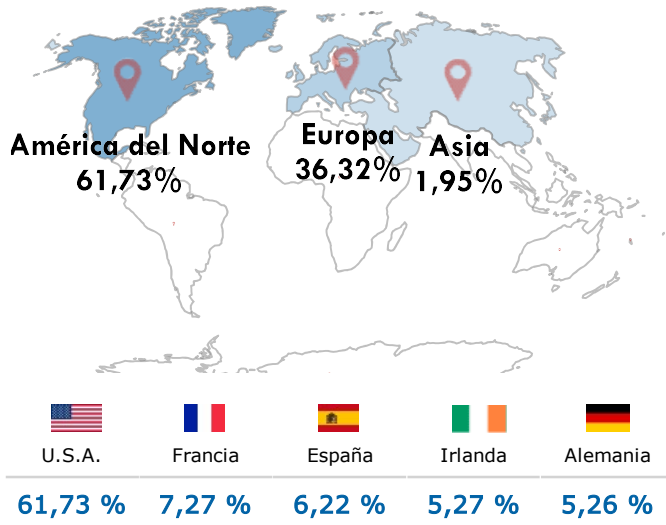 América del Norte
61,73%
Europa
36,32%
Asia
1,95%
U.S.A.
Francia
España
Irlanda
Alemania
61,73 %
7,27 %
6,22 %
5,27 %
5,26 %